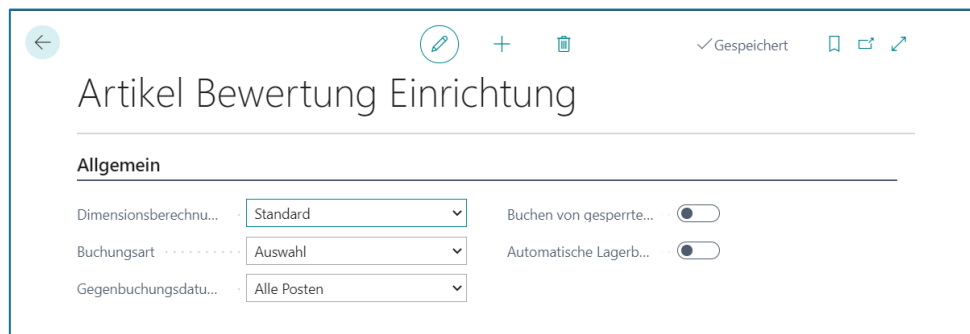 Gespeichert
Artikel Bewertung Einrichtung
Allgemein
Dimensionsberechnu... Standard
Buchen von gesperrte...
Buchungsart Auswahl
Automatische Lagerb...
Gegenbuchungsdatu... Alle Posten